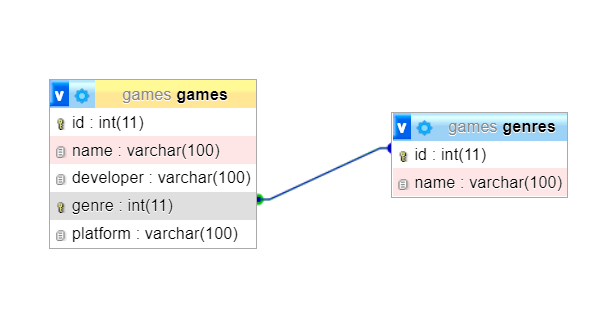 v games games
id : int(11)
name : varchar(100)
developer : varchar(100)
genre : int(11)
platform : varchar(100)
v games genres
id : int(11)
name : varchar(100)